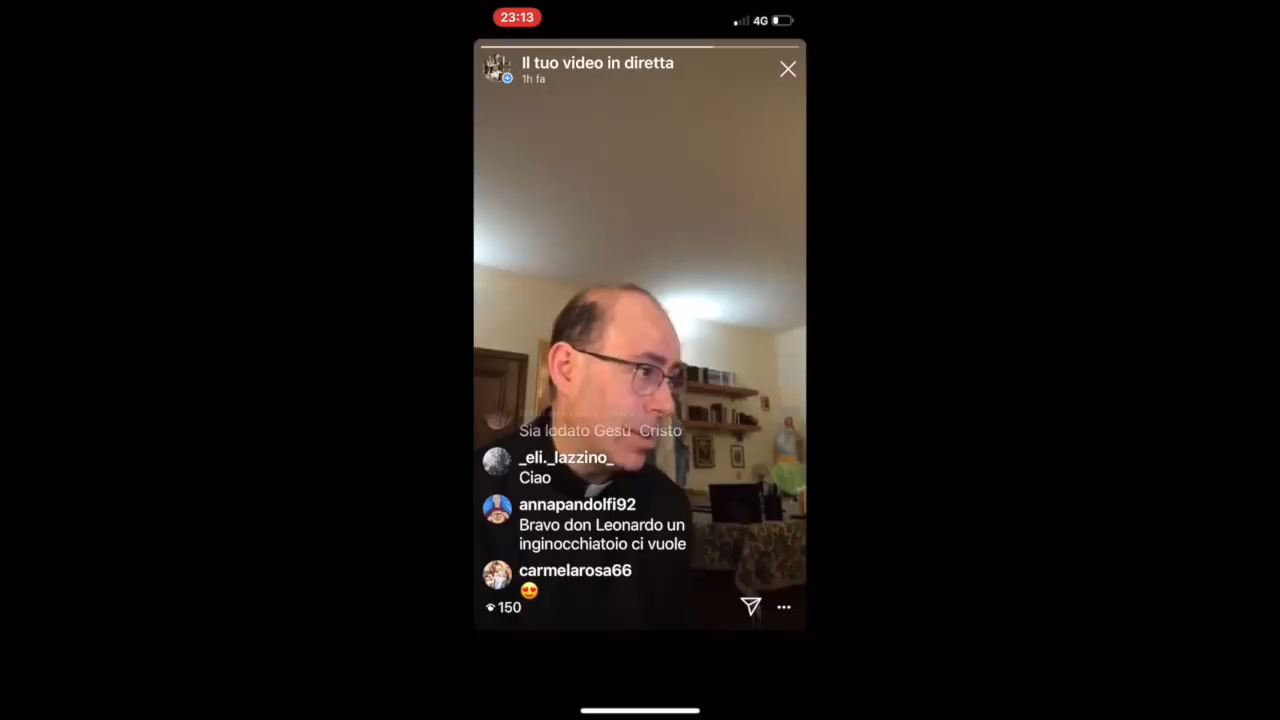 23:13
4G
Il tuo video in diretta
1h fa
Sia lodato Gesù Cristo
_eli._lazzino_
Ciao
annapandolfi92
Bravo don Leonardo un
inginocchiatoio ci vuole
carmelarosa66
😍
150